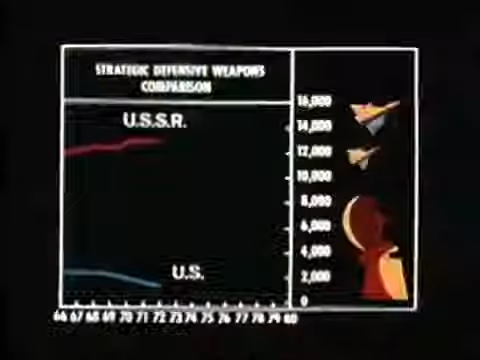 STRATEGIC DEFENSIVE WEAPONS
COMPARISON
U.S.S.R.
U.S.
16,000
14,000
12,000
10,000
8,000
6,000
4,000
2,000
0
66 67 68 69 70 71 72 73 74 75 76 77 78 79 80